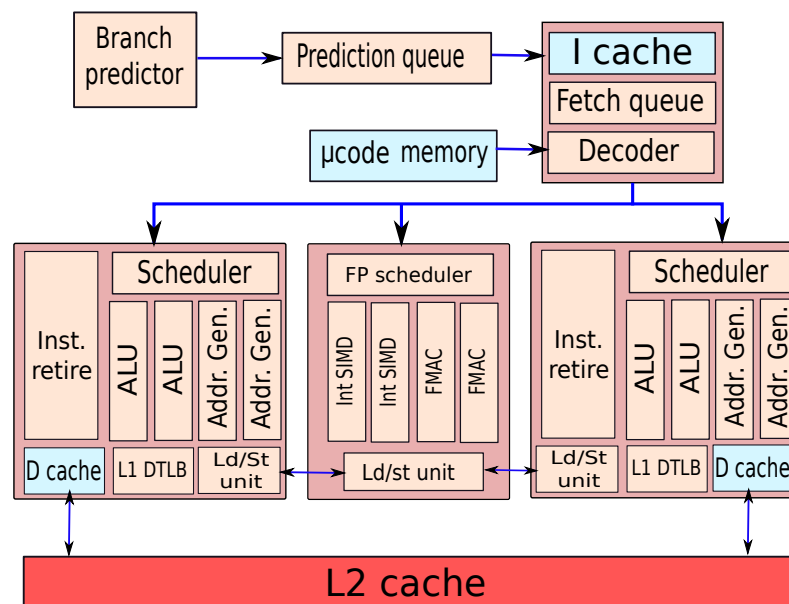 Branch
predictor
Prediction queue
I cache
Fetch queue
µcode memory
Decoder
Scheduler
Inst.
retire
ALU
ALU
Addr. Gen.
Addr. Gen.
D cache
L1 DTLB
Ld/St
unit
FP scheduler
Int SIMD
Int SIMD
FMAC
FMAC
Ld/st unit
Scheduler
Inst.
retire
ALU
ALU
Addr. Gen.
Addr. Gen.
Ld/St
unit
L1 DTLB
D cache
L2 cache